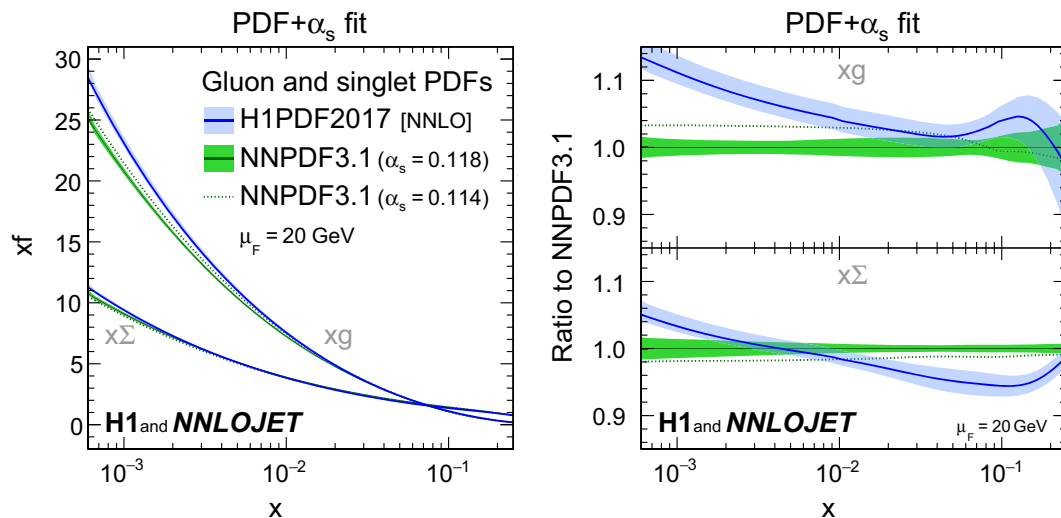 PDF+αs fit
xf
30
25
20
15
10
5
0
Gluon and singlet PDFs
H1PDF2017 [NNLO]
NNPDF3.1 (αs = 0.118)
NNPDF3.1 (αs = 0.114)
μF = 20 GeV
xΣ
xg
H1 and NNLOJET
10−3 10−2 10−1
x
PDF+αs fit
Ratio to NNPDF3.1
xg
1.1
1.0
0.9
xΣ
1.1
1.0
0.9
H1 and NNLOJET
μF = 20 GeV
10−3 10−2 10−1
x